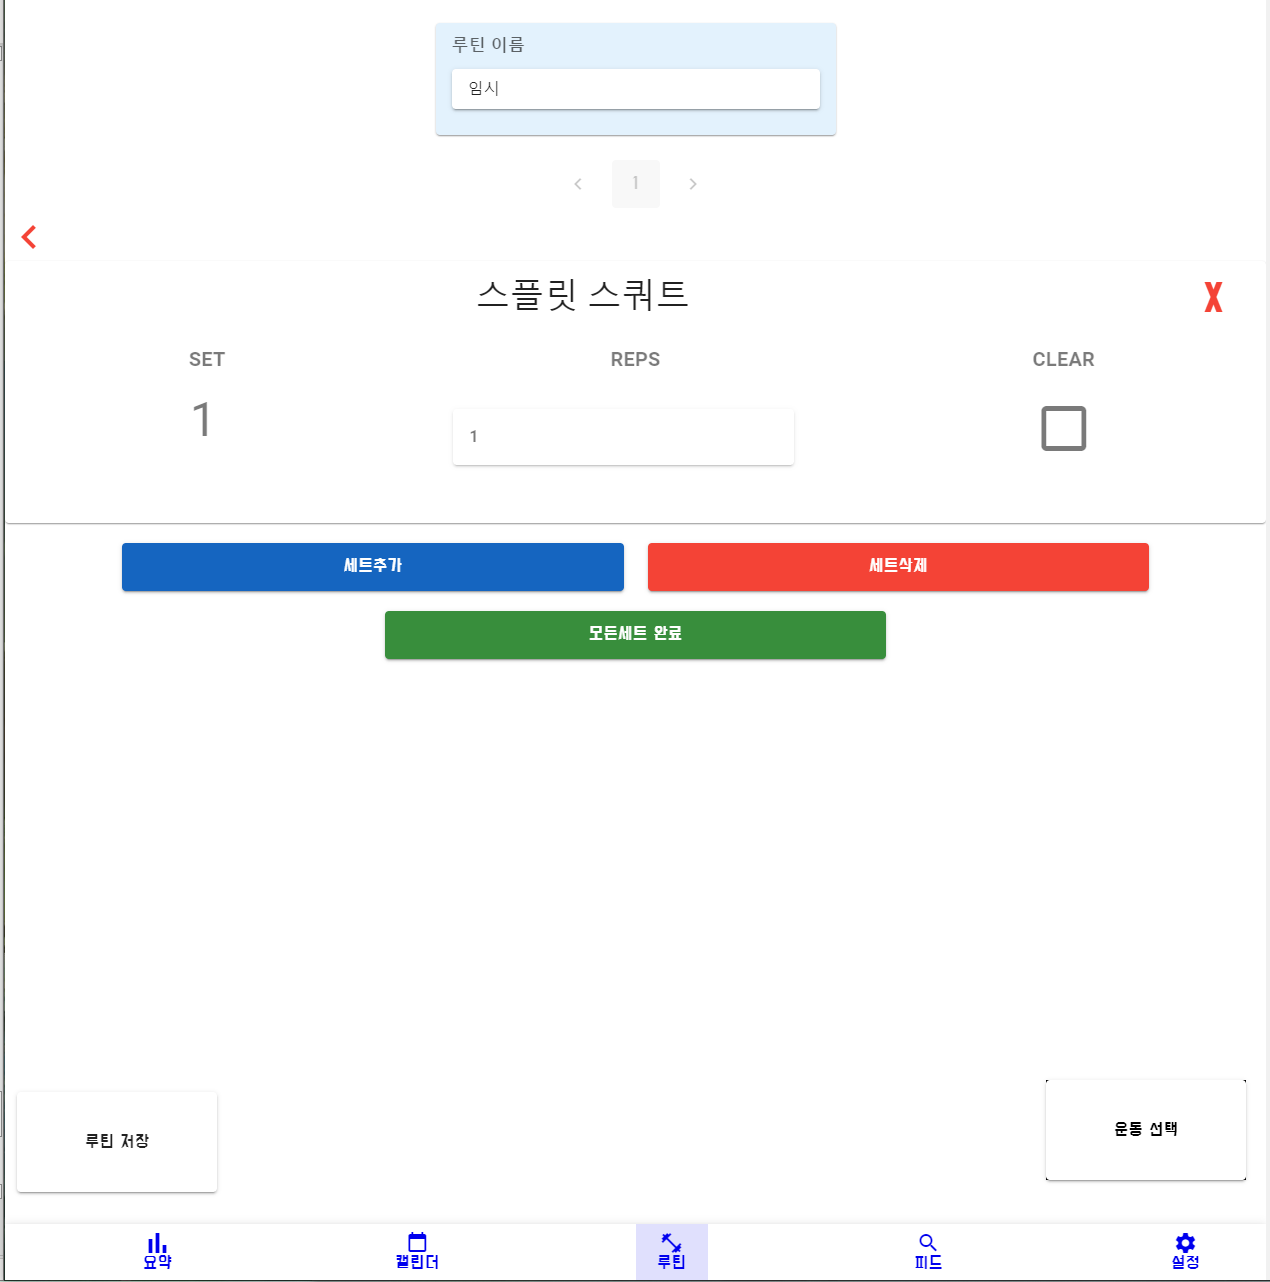 루틴 이름
임시
1
스플릿 스쿼트
X
SET
REPS
CLEAR
1
1
세트추가
세트삭제
모든세트 완료
루틴 저장
운동 선택
요약
캘린더
루틴
피드
설정